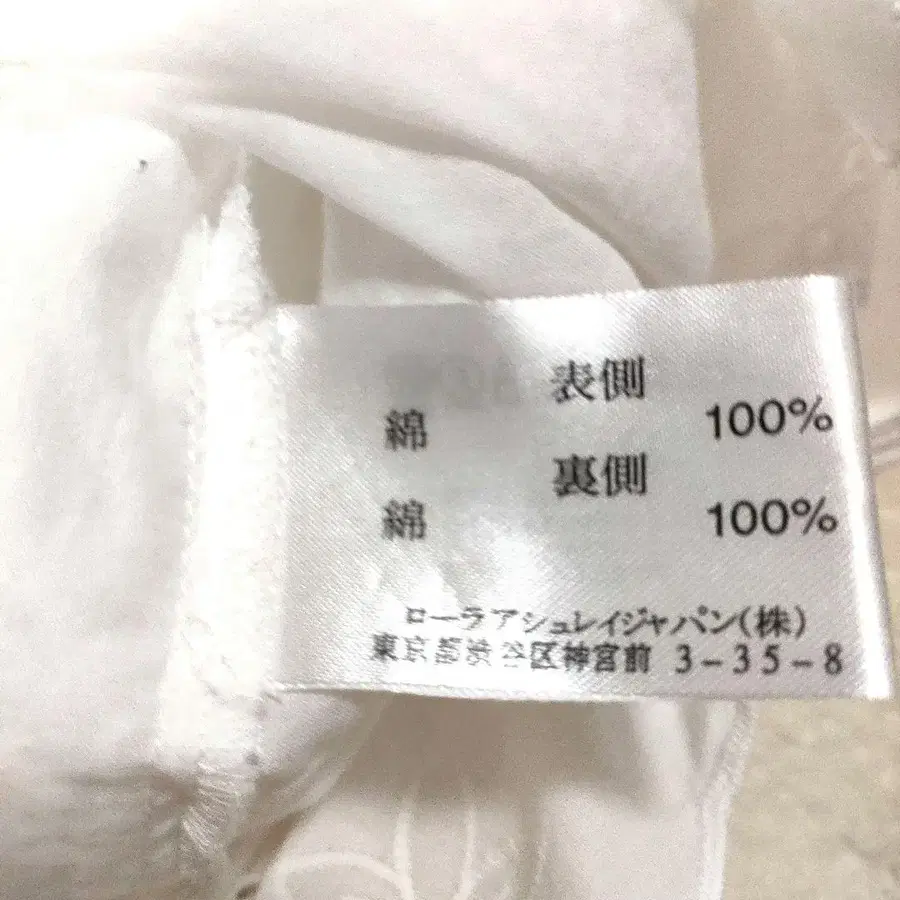 表側
綿 100%
裏側
綿 100%
ローラアシュレイジャパン(株)
東京都渋谷区神宮前 3-35-8